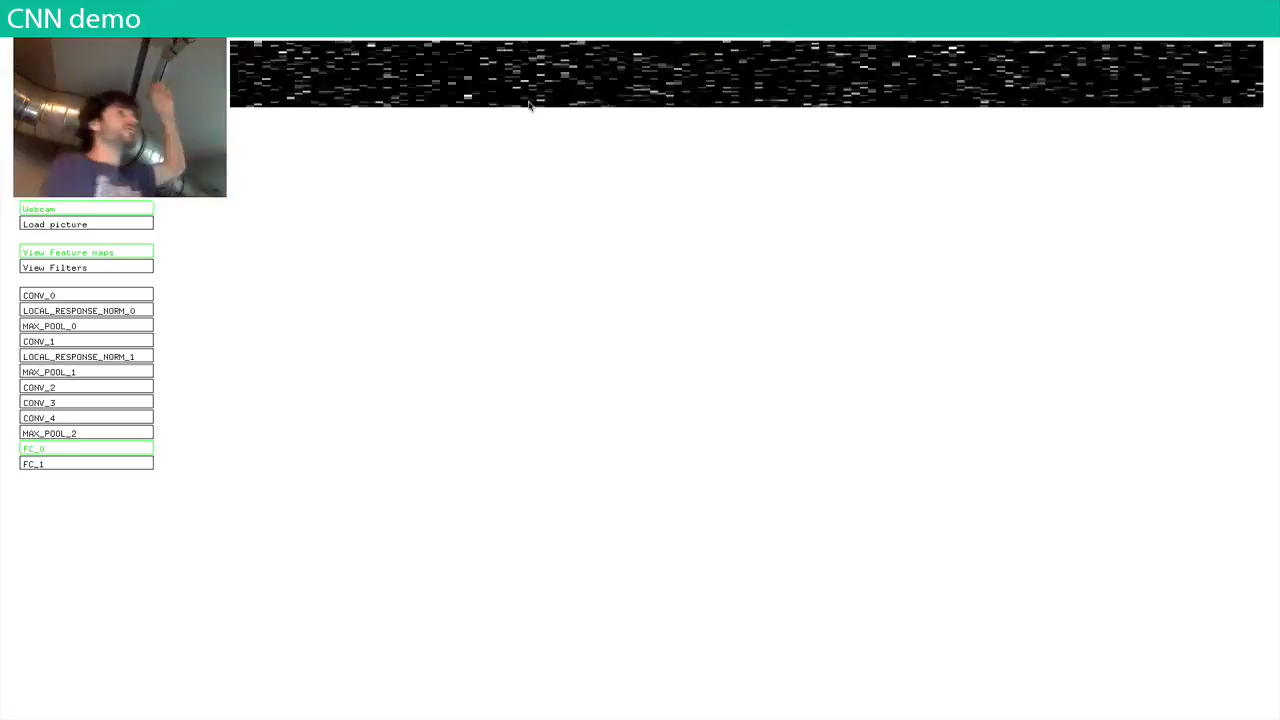 CNN demo
Webcam
Load picture
View Feature maps
View Filters
CONV_0
LOCAL_RESPONSE_NORM_0
MAX_POOL_0
CONV_1
LOCAL_RESPONSE_NORM_1
MAX_POOL_1
CONV_2
CONV_3
CONV_4
MAX_POOL_2
FC_0
FC_1